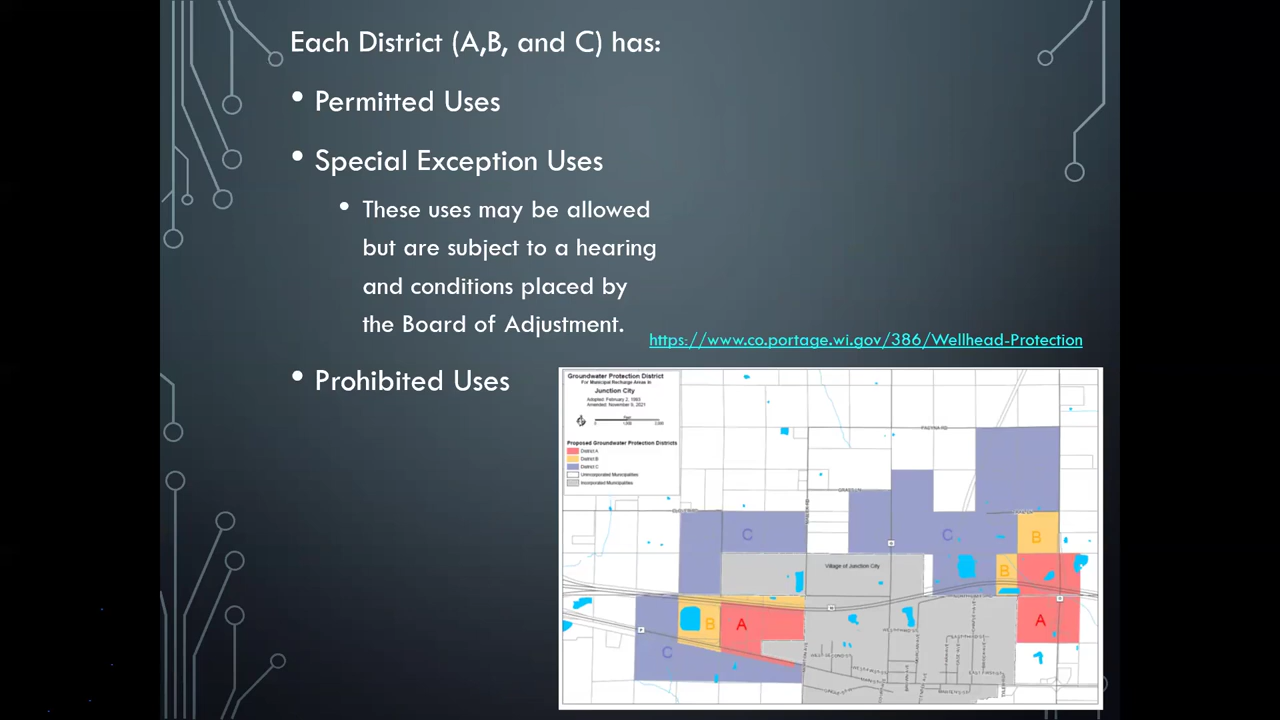 Each District (A,B, and C) has:
• Permitted Uses
• Special Exception Uses
• These uses may be allowed
but are subject to a hearing
and conditions placed by
the Board of Adjustment.
https://www.co.portage.wi.gov/386/Wellhead-Protection
• Prohibited Uses
Groundwater Protection District
For Municipal Recharge Areas in
Junction City
Adopted: February 2, 1993
Amended: November 9, 2021
Feet
Proposed Groundwater Protection Districts
District A
District B
District C
Unincorporated Municipalities
Incorporated Municipalities
C
C
B
Village of Junction City
B
B
A
A
C